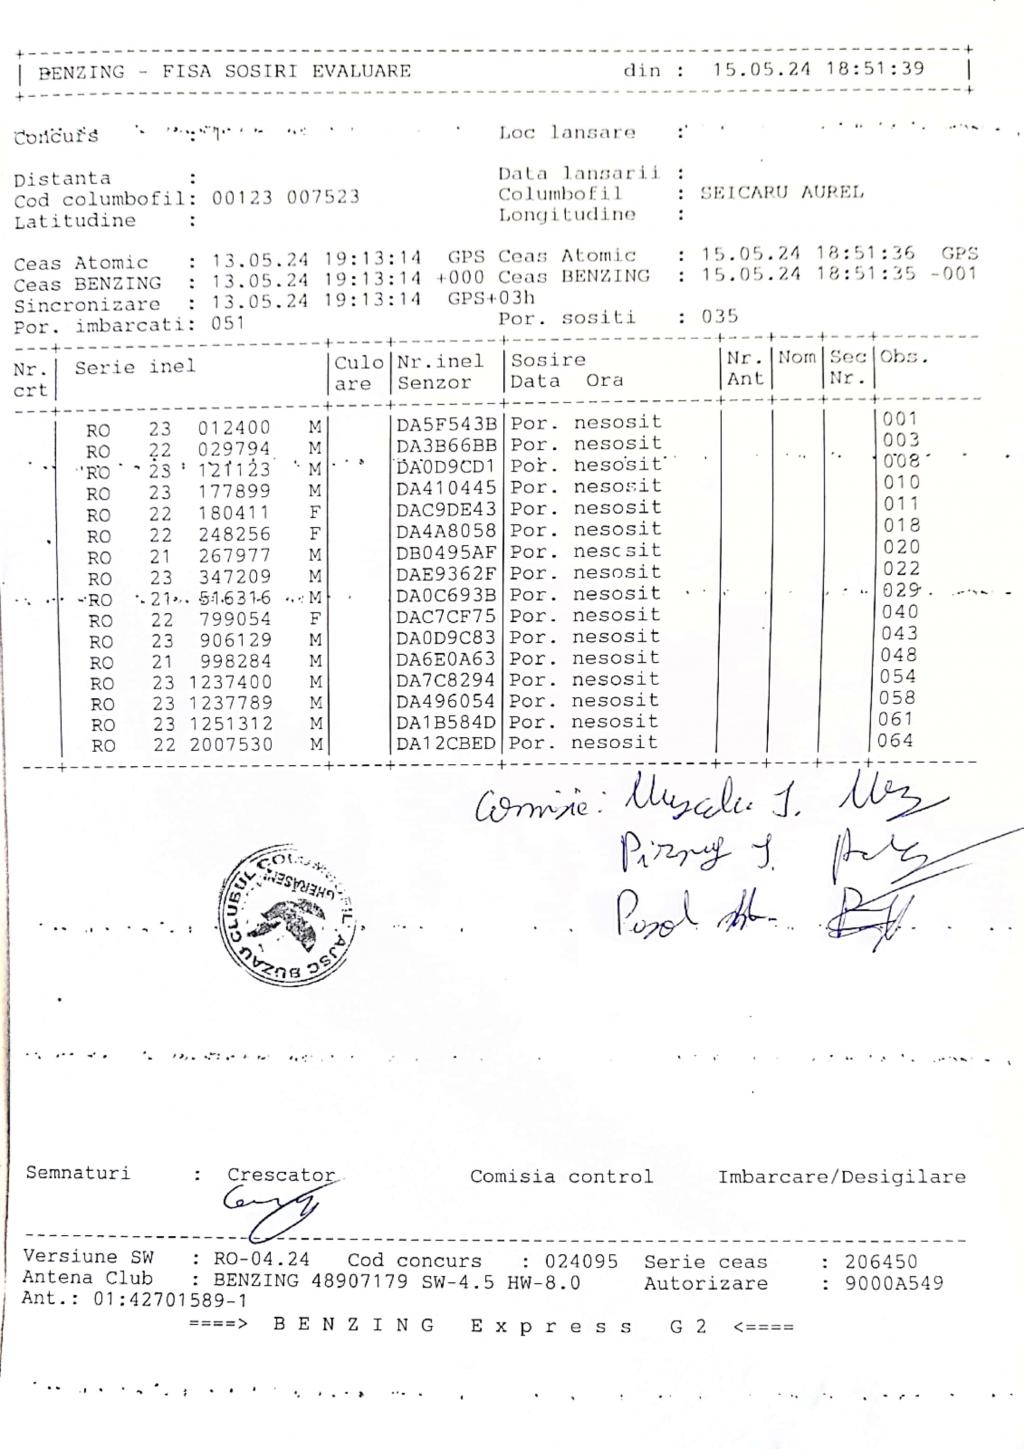 BENZING - FISA SOSIRI EVALUARE din : 15.05.24 18:51:39
Concurs : Loc lansare :
Distanta : Data lansarii :
Cod columbofil: 00123 007523 Columbofil : SEICARU AUREL
Latitudine : Longitudine :
Ceas Atomic : 13.05.24 19:13:14 GPS Ceas Atomic : 15.05.24 18:51:36 GPS
Ceas BENZING : 13.05.24 19:13:14 +000 Ceas BENZING : 15.05.24 18:51:35 -001
Sincronizare : 13.05.24 19:13:14 GPS+03h
Por. imbarcati: 051 Por. sositi : 035
Nr. Serie inel Culo Nr.inel Sosire Nr. Nom Sec Obs.
crt are Senzor Data Ora Ant Nr.
RO 23 012400 M DA5F543B Por. nesosit 001
RO 22 029794 M DA3B66BB Por. nesosit 003
RO 23 121123 M DA0D9CD1 Por. nesosit 008
RO 23 177899 M DA410445 Por. nesosit 010
RO 22 180411 F DAC9DE43 Por. nesosit 011
RO 22 248256 F DA4A8058 Por. nesosit 018
RO 21 267977 M DB0495AF Por. nesosit 020
RO 23 347209 M DAE9362F Por. nesosit 022
RO 21 516316 M DA0C693B Por. nesosit 029
RO 22 799054 F DAC7CF75 Por. nesosit 040
RO 23 906129 M DA0D9C83 Por. nesosit 043
RO 21 998284 M DA6E0A63 Por. nesosit 048
RO 23 1237400 M DA7C8294 Por. nesosit 054
RO 23 1237789 M DA496054 Por. nesosit 058
RO 23 1251312 M DA1B584D Por. nesosit 061
RO 22 2007530 M DA12CBED Por. nesosit 064
Comisie:
CLUBUL COLUMBOFIL AJSC BUZAU
GHERASENI
Semnaturi : Crescator Comisia control Imbarcare/Desigilare
Versiune SW : RO-04.24 Cod concurs : 024095 Serie ceas : 206450
Antena Club : BENZING 48907179 SW-4.5 HW-8.0 Autorizare : 9000A549
Ant.: 01:42701589-1
====> B E N Z I N G E x p r e s s G 2 <====